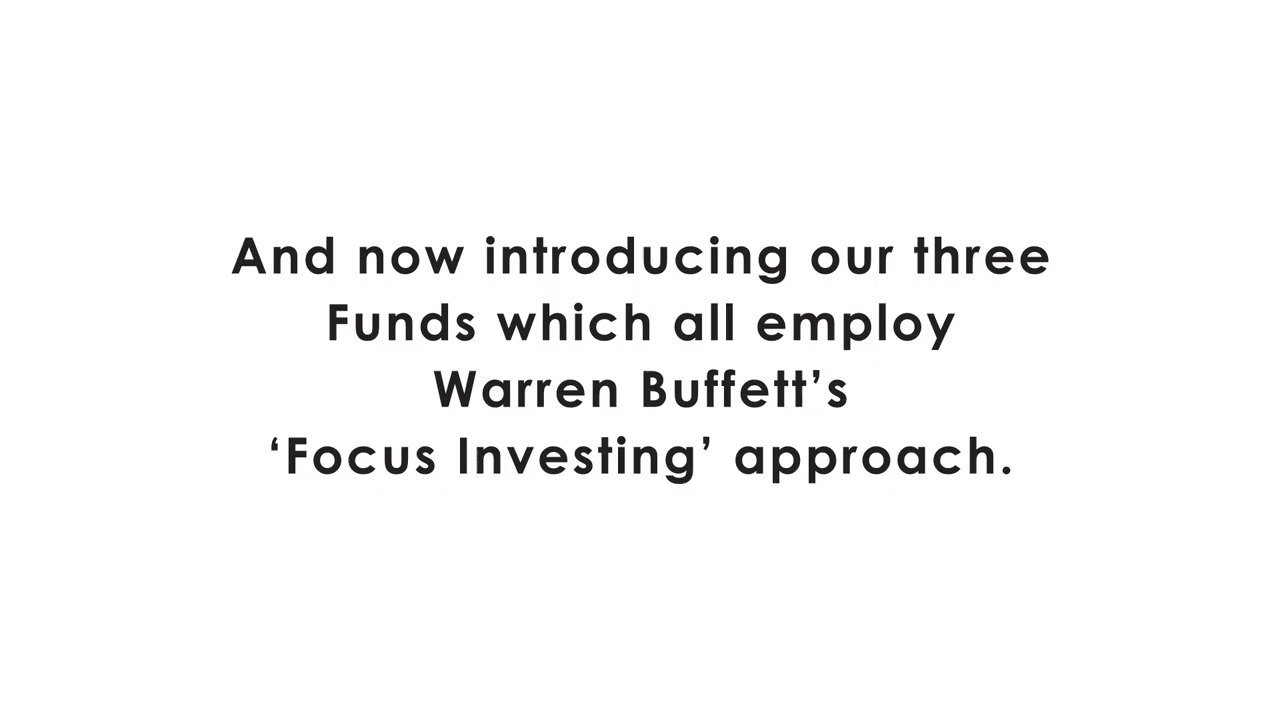 And now introducing our three
Funds which all employ
Warren Buffett’s
‘Focus Investing’ approach.